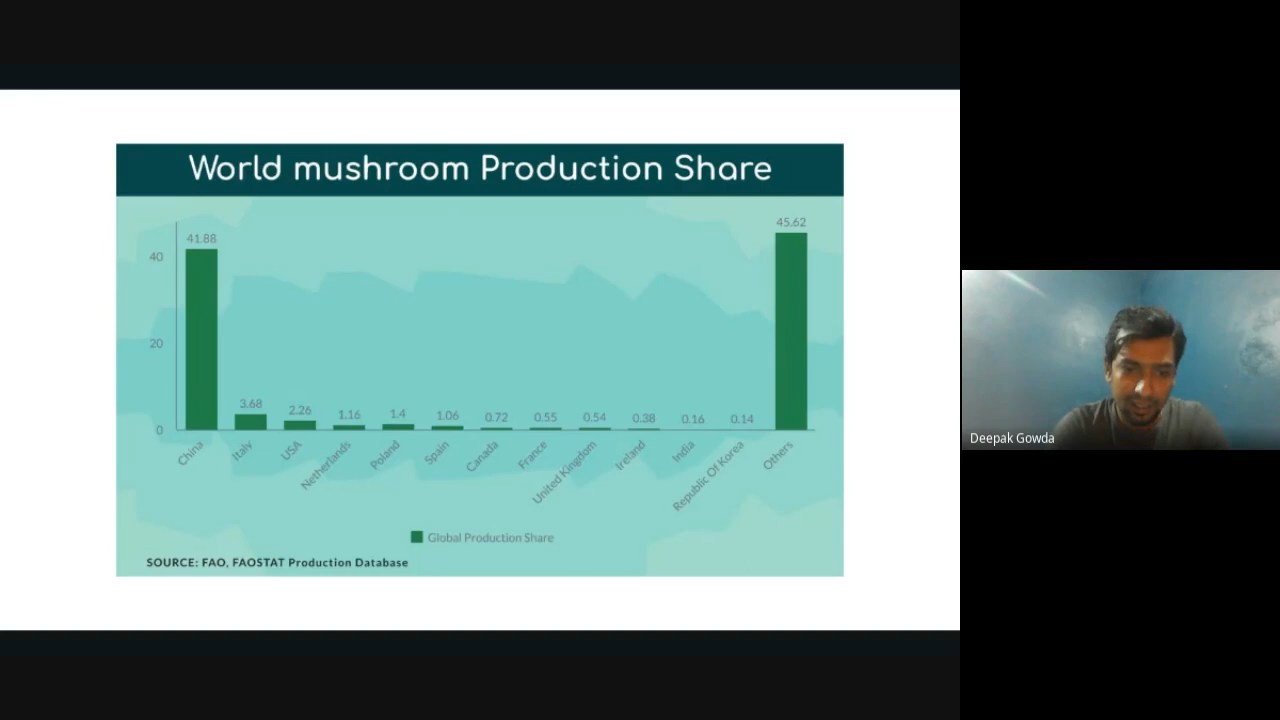 World mushroom Production Share
45.62
41.88
40
20
3.68
2.26
1.16
1.4
1.06
0.72
0.55
0.54
0.38
0.16
0.14
0
China
Italy
USA
Netherlands
Poland
Spain
Canada
France
United Kingdom
Ireland
India
Republic Of Korea
Others
Global Production Share
SOURCE: FAO, FAOSTAT Production Database
Deepak Gowda